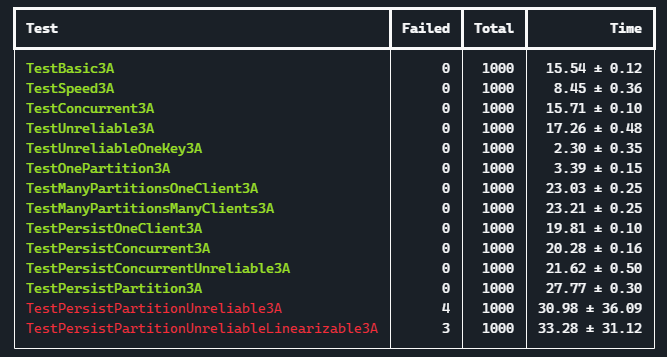 Test Failed Total Time
TestBasic3A 0 1000 15.54 ± 0.12
TestSpeed3A 0 1000 8.45 ± 0.36
TestConcurrent3A 0 1000 15.71 ± 0.10
TestUnreliable3A 0 1000 17.26 ± 0.48
TestUnreliableOneKey3A 0 1000 2.30 ± 0.35
TestOnePartition3A 0 1000 3.39 ± 0.15
TestManyPartitionsOneClient3A 0 1000 23.03 ± 0.25
TestManyPartitionsManyClients3A 0 1000 23.21 ± 0.25
TestPersistOneClient3A 0 1000 19.81 ± 0.10
TestPersistConcurrent3A 0 1000 20.28 ± 0.16
TestPersistConcurrentUnreliable3A 0 1000 21.62 ± 0.50
TestPersistPartition3A 0 1000 27.77 ± 0.30
TestPersistPartitionUnreliable3A 4 1000 30.98 ± 36.09
TestPersistPartitionUnreliableLinearizable3A 3 1000 33.28 ± 31.12